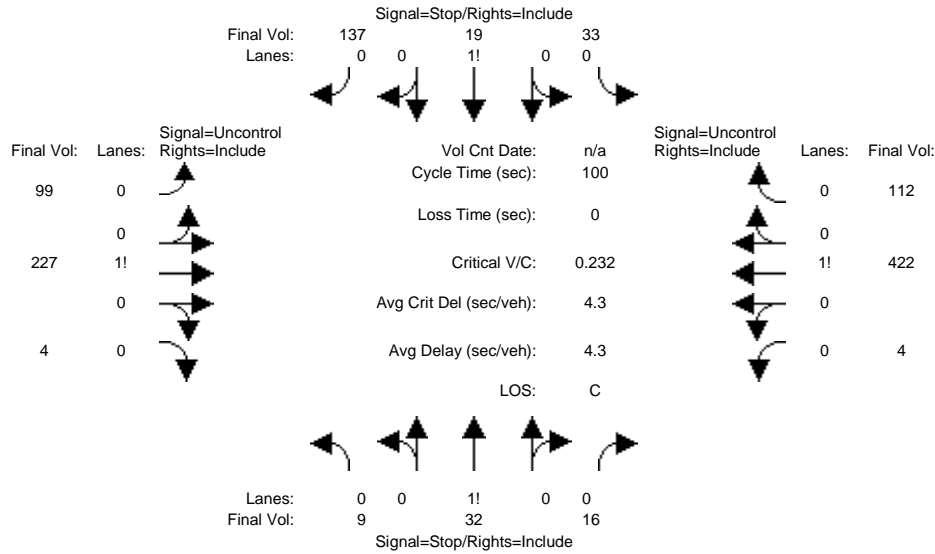 Signal=Stop/Rights=Include
Final Vol: 137 19 33
Lanes: 0 0 1! 0 0
Signal=Uncontrol
Final Vol: Lanes: Rights=Include
Vol Cnt Date: n/a
Signal=Uncontrol
Rights=Include Lanes: Final Vol:
Cycle Time (sec): 100
99 0
0 112
Loss Time (sec): 0
0
0
227 1!
Critical V/C: 0.232
1! 422
0
Avg Crit Del (sec/veh): 4.3
0
4 0
Avg Delay (sec/veh): 4.3
0 4
LOS: C
Lanes: 0 0 1! 0 0
Final Vol: 9 32 16
Signal=Stop/Rights=Include